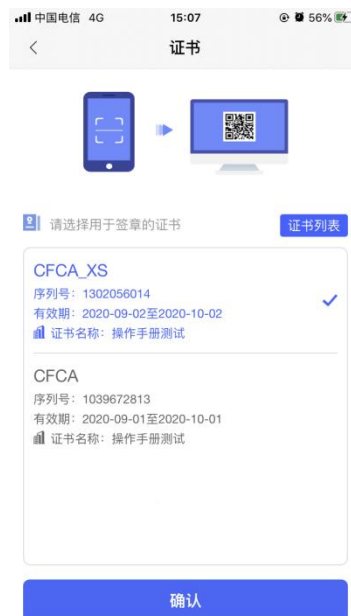 中国电信 4G 15:07 56%
证书
请选择用于签章的证书 证书列表
CFCA_XS
序列号：1302056014
有效期：2020-09-02至2020-10-02
证书名称：操作手册测试
CFCA
序列号：1039672813
有效期：2020-09-01至2020-10-01
证书名称：操作手册测试
确认